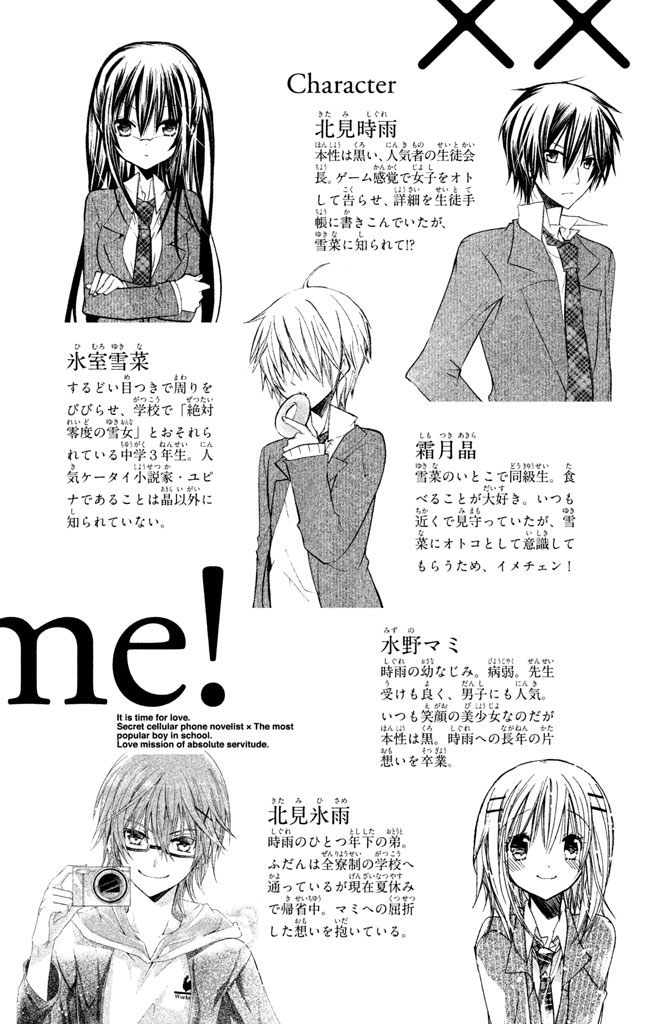 ××
Character
北見時雨
本性は黒い、人気者の生徒会
長。ゲーム感覚で女子をオト
して告らせ、詳細を生徒手
帳に書きこんでいたが、
雪菜に知られて!?
氷室雪菜
するどい目つきで周りを
びびらせ、学校で「絶対
零度の雪女」とおそれら
れている中学3年生。人
気ケータイ小説家・ユピ
ナであることは晶以外に
知られていない。
霜月晶
雪菜のいとこで同級生。食
べることが大好き。いつも
近くで見守っていたが、雪
菜にオトコとして意識して
もらうため、イメチェン!
me!
It is time for love.
Secret cellular phone novelist × The most
popular boy in school.
Love mission of absolute servitude.
水野マミ
時雨の幼なじみ。病弱。先生
受けも良く、男子にも人気。
いつも笑顔の美少女なのだが
本性は黒。時雨への長年の片
想いを卒業。
北見氷雨
時雨のひとつ年下の弟。
ふだんは全寮制の学校へ
通っているが現在夏休み
で帰省中。マミへの屈折
した想いを抱いている。